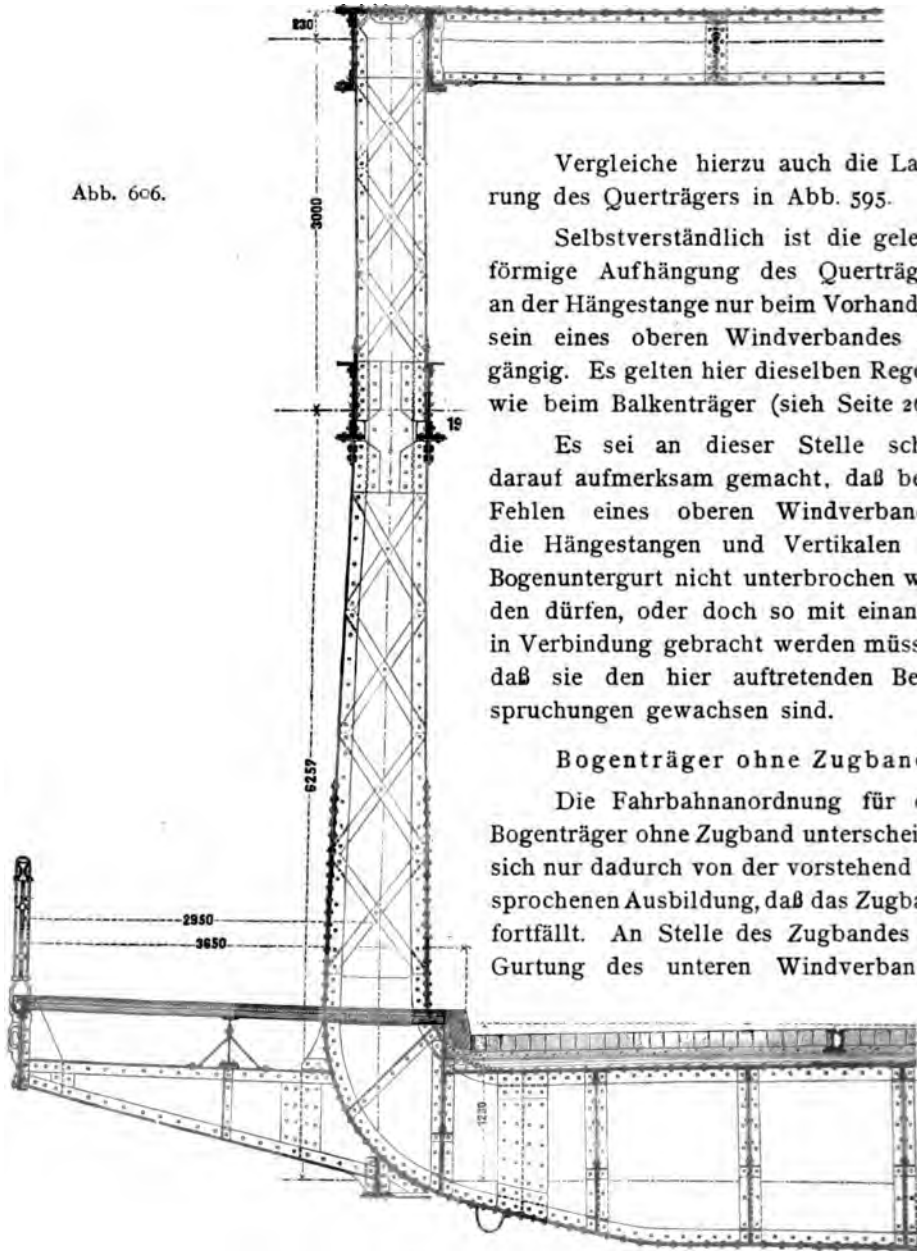 230
Abb. 606.
3000
Vergleiche hierzu auch die La
rung des Querträgers in Abb. 595.
Selbstverständlich ist die gele
förmige Aufhängung des Querträg
an der Hängestange nur beim Vorhand
sein eines oberen Windverbandes
gängig. Es gelten hier dieselben Rege
wie beim Balkenträger (sieh Seite 2
19
Es sei an dieser Stelle sch
darauf aufmerksam gemacht, daß be
Fehlen eines oberen Windverban
die Hängestangen und Vertikalen
Bogenuntergurt nicht unterbrochen w
den dürfen, oder doch so mit einan
in Verbindung gebracht werden müss
daß sie den hier auftretenden Be
spruchungen gewachsen sind.
6257
Bogenträger ohne Zugban
Die Fahrbahnanordnung für
Bogenträger ohne Zugband unterschei
sich nur dadurch von der vorstehend
sprochenen Ausbildung, daß das Zugba
fortfällt. An Stelle des Zugbandes
Gurtung des unteren Windverban
2950
3650